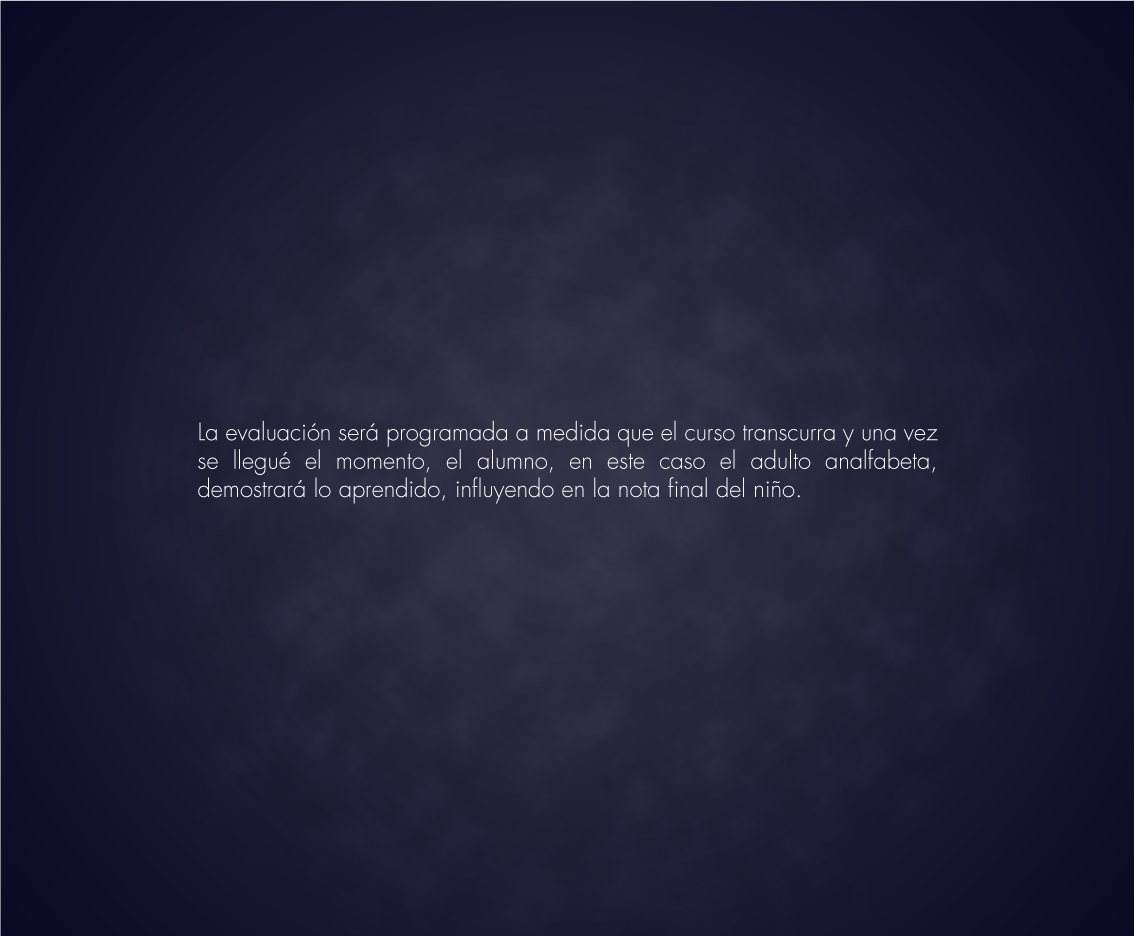 La evaluación será programada a medida que el curso transcurra y una vez
se llegué el momento, el alumno, en este caso el adulto analfabeta,
demostrará lo aprendido, influyendo en la nota final del niño.